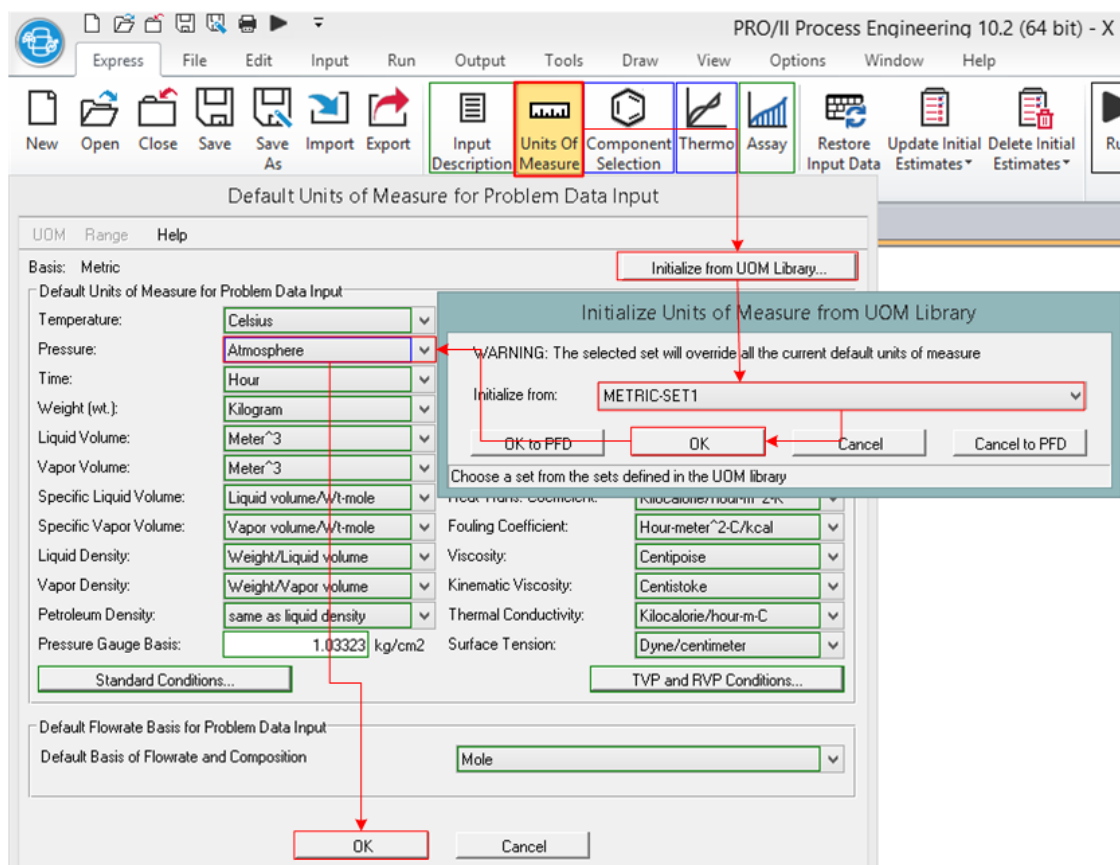 PRO/II Process Engineering 10.2 (64 bit) - X
Express File Edit Input Run Output Tools Draw View Options Window Help
New Open Close Save Save As Import Export Input Description Units Of Measure Component Selection Thermo Assay Restore Input Data Update Initial Estimates Delete Initial Estimates
Default Units of Measure for Problem Data Input
UOM Range Help
Basis: Metric
Initialize from UOM Library...
Default Units of Measure for Problem Data Input
Temperature: Celsius
Pressure: Atmosphere
Time: Hour
Weight (wt.): Kilogram
Liquid Volume: Meter^3
Vapor Volume: Meter^3
Specific Liquid Volume: Liquid volume/Wt-mole
Specific Vapor Volume: Vapor volume/Wt-mole
Liquid Density: Weight/Liquid volume
Vapor Density: Weight/Vapor volume
Petroleum Density: same as liquid density
Pressure Gauge Basis: 1.03323 kg/cm2
Initialize Units of Measure from UOM Library
WARNING: The selected set will override all the current default units of measure
Initialize from: METRIC-SET1
OK to PFD OK Cancel Cancel to PFD
Choose a set from the sets defined in the UOM library
Fouling Coefficient: Hour-meter^2-C/kcal
Viscosity: Centipoise
Kinematic Viscosity: Centistoke
Thermal Conductivity: Kilocalorie/hour-m-C
Surface Tension: Dyne/centimeter
Standard Conditions... TVP and RVP Conditions...
Default Flowrate Basis for Problem Data Input
Default Basis of Flowrate and Composition Mole
OK Cancel